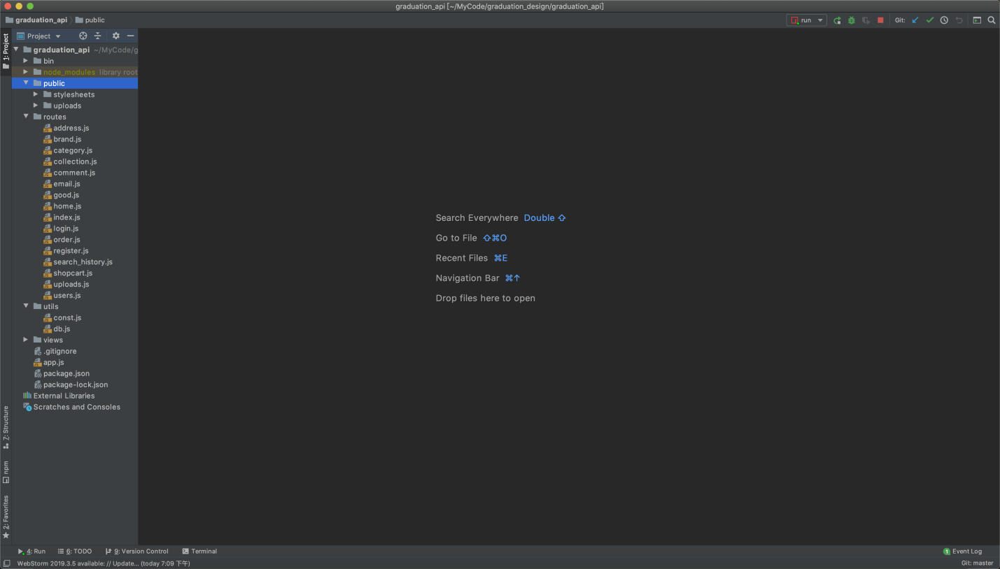 graduation_api [~/MyCode/graduation_design/graduation_api]
graduation_api public run Git:
1: Project
Project
graduation_api ~/MyCode/g
bin
node_modules library root
public
stylesheets
uploads
routes
address.js
brand.js
category.js
collection.js
comment.js
email.js
good.js
home.js
index.js
login.js
order.js
register.js
search_history.js
shopcart.js
uploads.js
users.js
utils
const.js
db.js
views
.gitignore
app.js
package.json
package-lock.json
External Libraries
Scratches and Consoles
Search Everywhere Double ⇧
Go to File ⇧⌘O
Recent Files ⌘E
Navigation Bar ⌘↑
Drop files here to open
7: Structure
npm
2: Favorites
4: Run 6: TODO 9: Version Control Terminal 1 Event Log
WebStorm 2019.3.5 available: // Update... (today 7:09 下午) Git: master